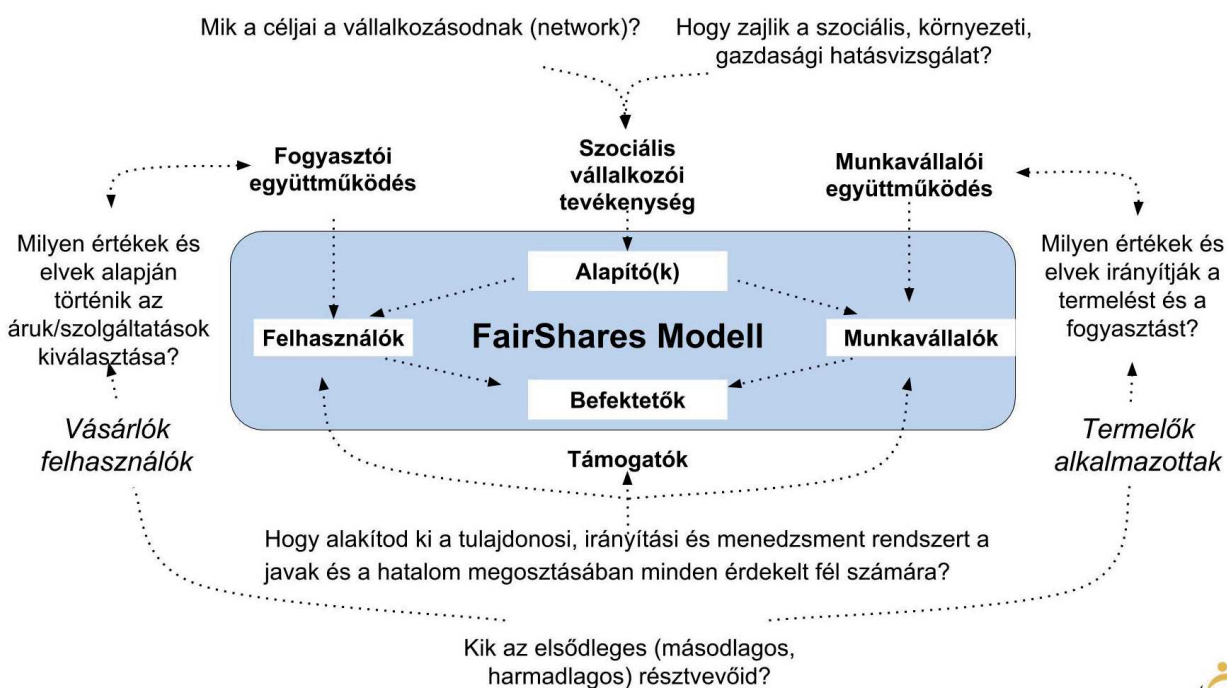 Mik a céljai a vállalkozásodnak (network)?
Hogy zajlik a szociális, környezeti,
gazdasági hatásvizsgálat?
Fogyasztói
együttműködés
Szociális
vállalkozói
tevékenység
Munkavállalói
együttműködés
Milyen értékek és
elvek alapján
történik az
áruk/szolgáltatások
kiválasztása?
Alapító(k)
Felhasználók
FairShares Modell
Munkavállalók
Befektetők
Milyen értékek és
elvek irányítják a
termelést és a
fogyasztást?
Vásárlók
felhasználók
Támogatók
Termelők
alkalmazottak
Hogy alakítod ki a tulajdonosi, irányítási és menedzsment rendszert a
javak és a hatalom megosztásában minden érdekelt fél számára?
Kik az elsődleges (másodlagos,
harmadlagos) résztvevőid?